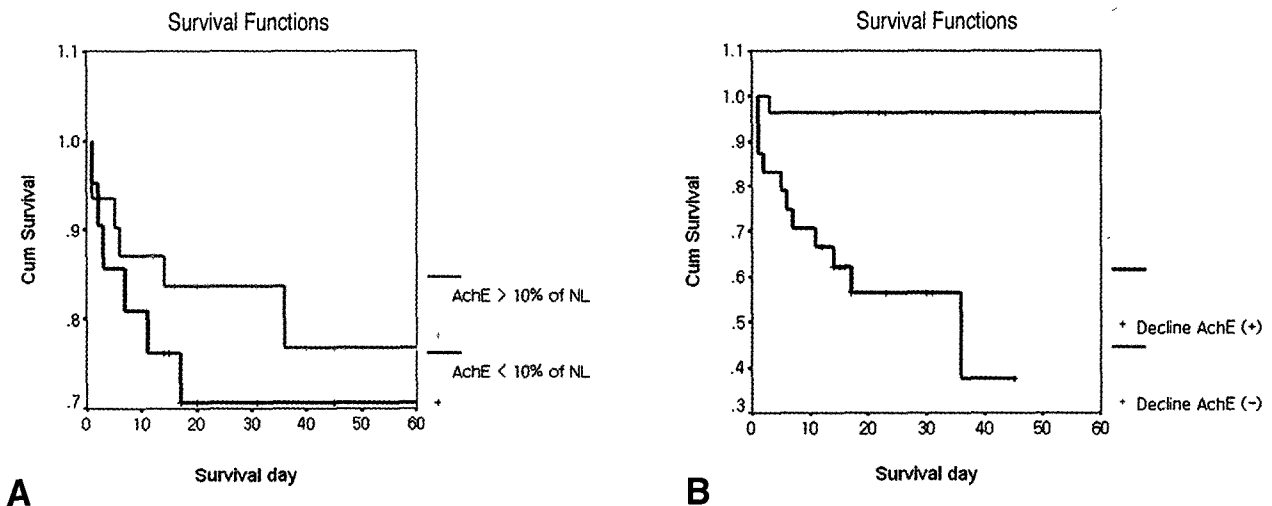 Survival Functions
1.1
1.0
.9
.8
.7
Cum Survival
0 10 20 30 40 50 60
Survival day
AchE > 10% of NL
AchE < 10% of NL
+
A
Survival Functions
1.1
1.0
.9
.8
.7
.6
.5
.4
.3
Cum Survival
0 10 20 30 40 50 60
Survival day
+ Decline AchE (+)
+ Decline AchE (-)
B